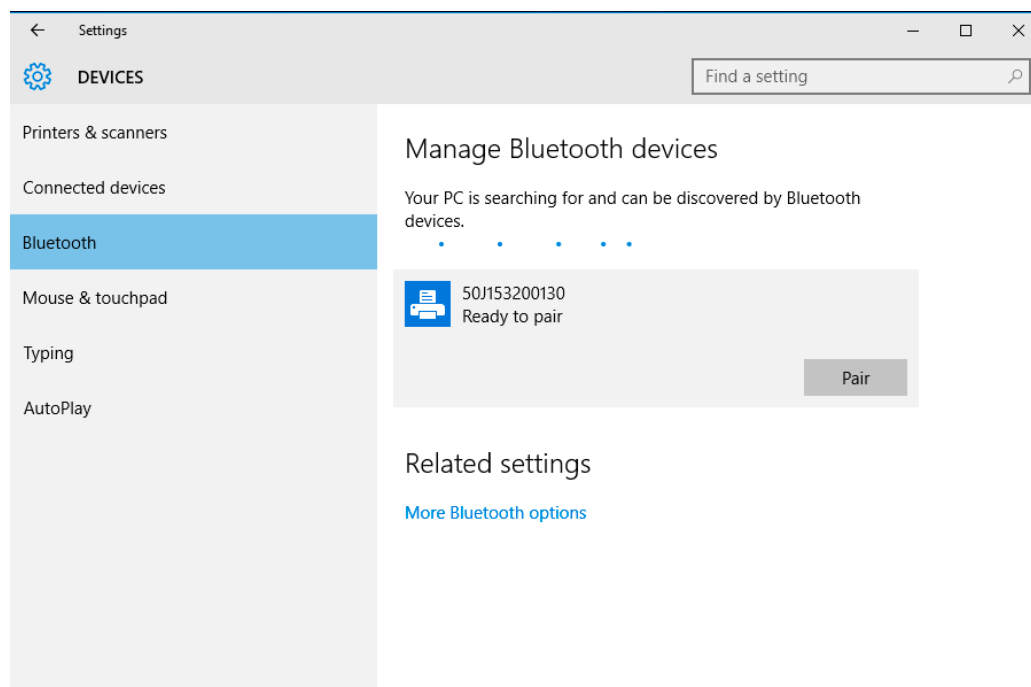 Settings
DEVICES
Find a setting
Printers & scanners
Connected devices
Bluetooth
Mouse & touchpad
Typing
AutoPlay
Manage Bluetooth devices
Your PC is searching for and can be discovered by Bluetooth
devices.
50J153200130
Ready to pair
Pair
Related settings
More Bluetooth options